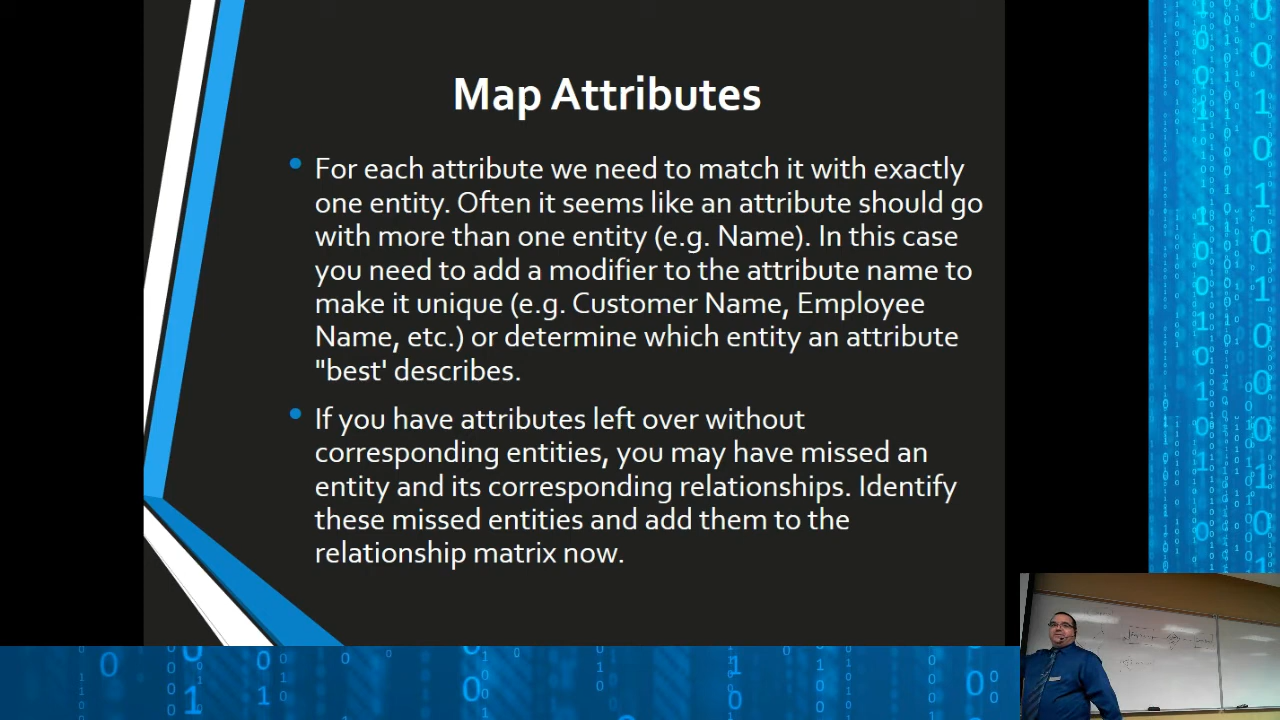 Map Attributes
For each attribute we need to match it with exactly
one entity. Often it seems like an attribute should go
with more than one entity (e.g. Name). In this case
you need to add a modifier to the attribute name to
make it unique (e.g. Customer Name, Employee
Name, etc.) or determine which entity an attribute
"best' describes.
If you have attributes left over without
corresponding entities, you may have missed an
entity and its corresponding relationships. Identify
these missed entities and add them to the
relationship matrix now.